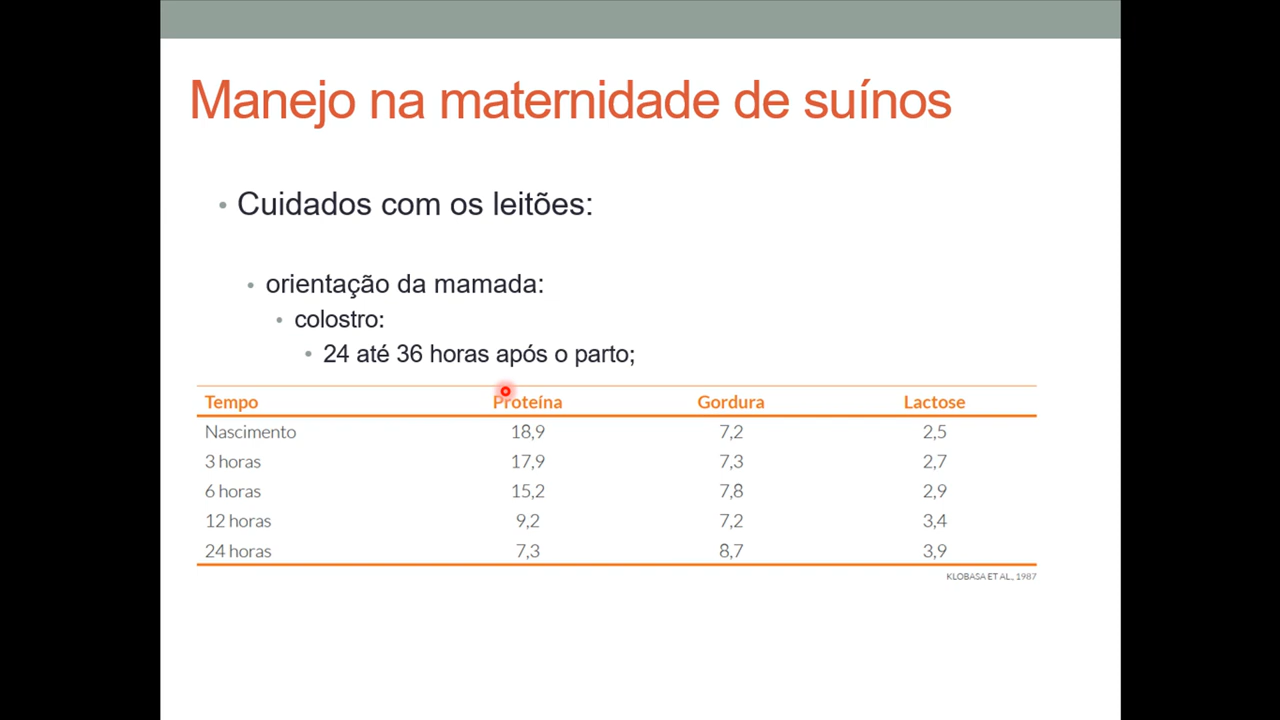 Manejo na maternidade de suínos
• Cuidados com os leitões:
• orientação da mamada:
• colostro:
• 24 até 36 horas após o parto;
Tempo Proteína Gordura Lactose
Nascimento 18,9 7,2 2,5
3 horas 17,9 7,3 2,7
6 horas 15,2 7,8 2,9
12 horas 9,2 7,2 3,4
24 horas 7,3 8,7 3,9
KLOBASA ET AL., 1987